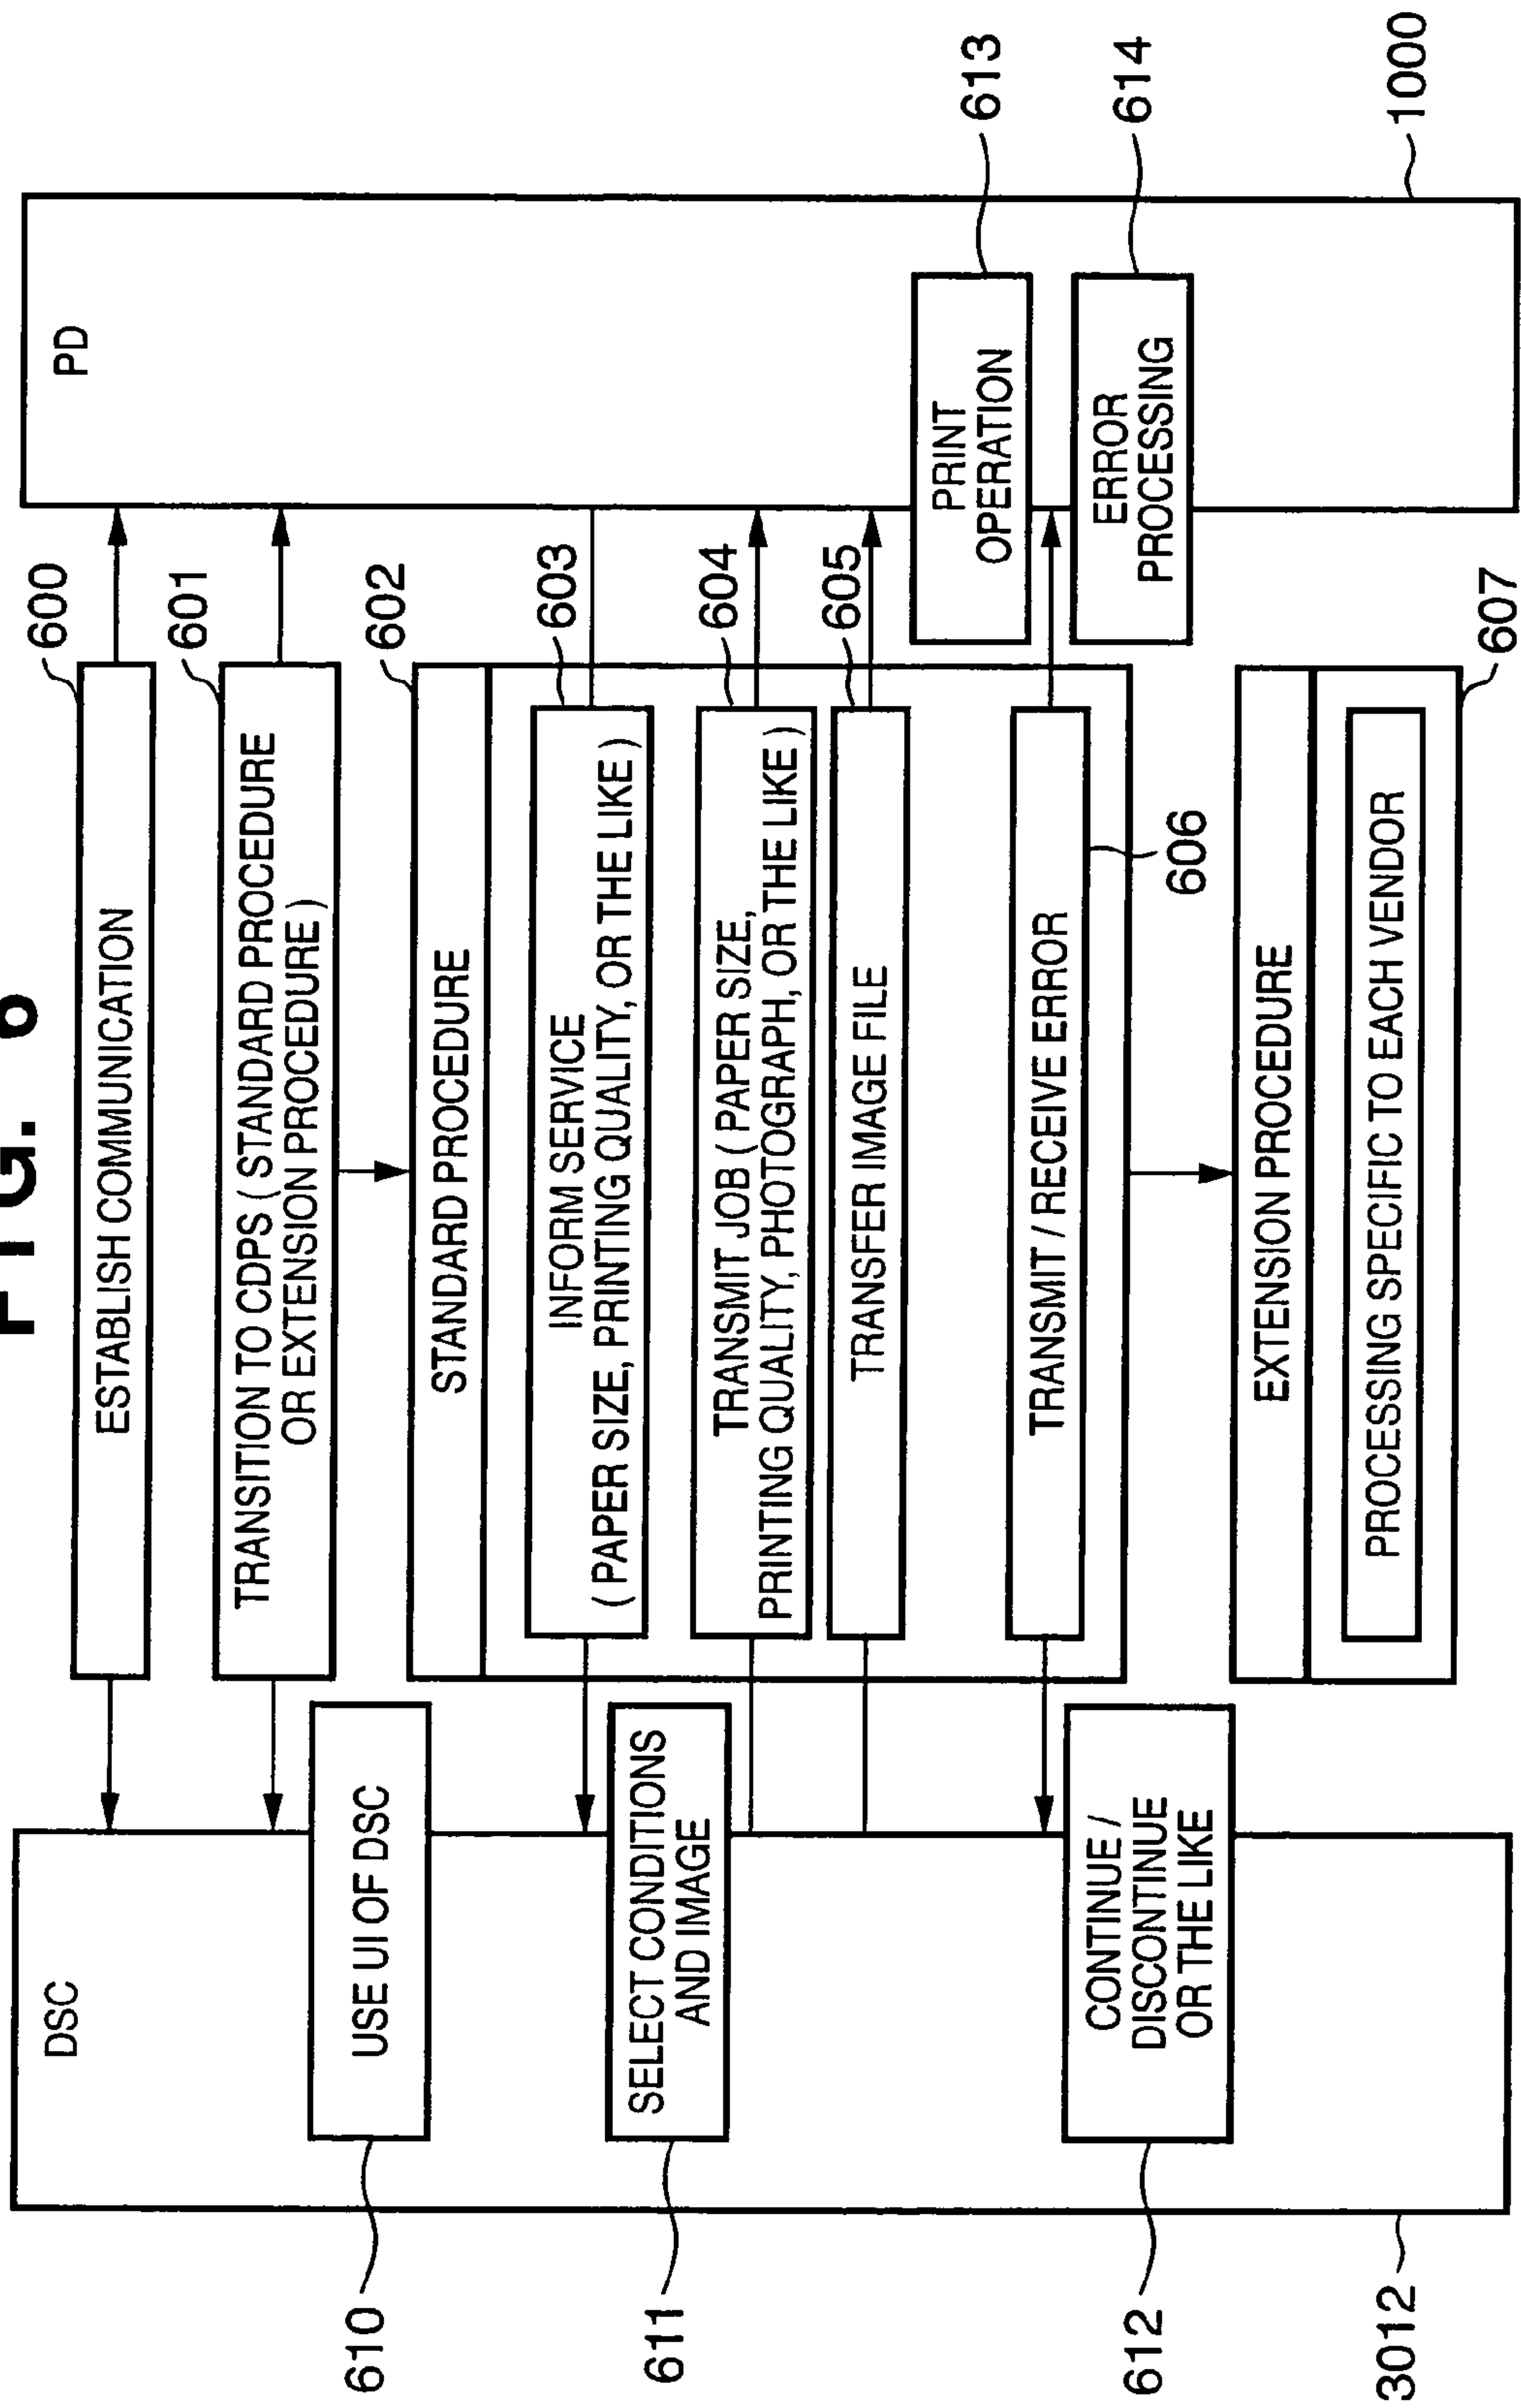 FIG. 6
DSC
PD
600
ESTABLISH COMMUNICATION
601
TRANSITION TO CDPS ( STANDARD PROCEDURE
OR EXTENSION PROCEDURE )
610
USE UI OF DSC
602
STANDARD PROCEDURE
603
INFORM SERVICE
( PAPER SIZE, PRINTING QUALITY, OR THE LIKE )
611
SELECT CONDITIONS
AND IMAGE
604
TRANSMIT JOB ( PAPER SIZE,
PRINTING QUALITY, PHOTOGRAPH, OR THE LIKE )
605
TRANSFER IMAGE FILE
PRINT
OPERATION
613
TRANSMIT / RECEIVE ERROR
606
612
CONTINUE /
DISCONTINUE
OR THE LIKE
ERROR
PROCESSING
614
EXTENSION PROCEDURE
PROCESSING SPECIFIC TO EACH VENDOR
607
3012
1000